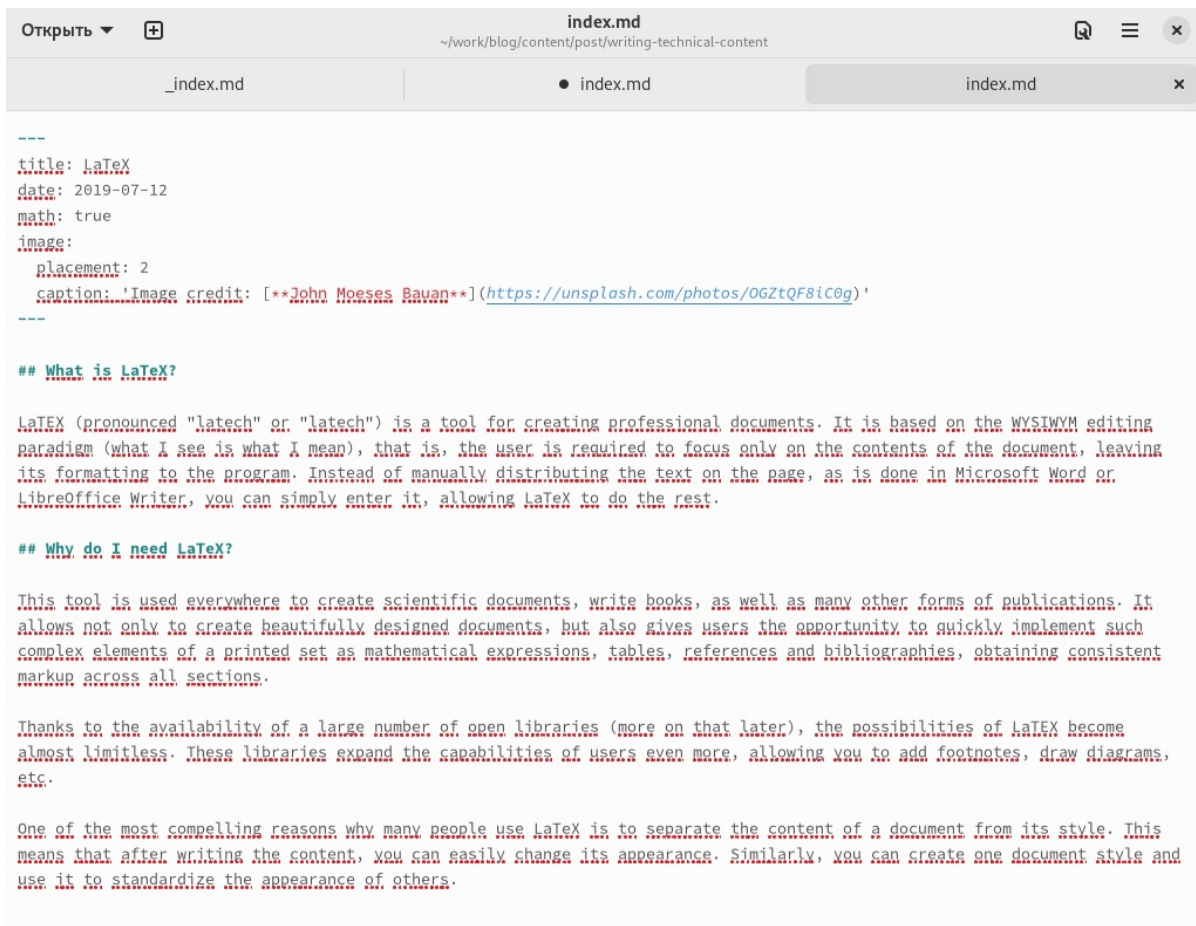 Открыть
index.md
~/work/blog/content/post/writing-technical-content
_index.md
● index.md
index.md
---
title: LaTeX
date: 2019-07-12
math: true
image:
  placement: 2
  caption: 'Image credit: [**John Moeses Bauan**](https://unsplash.com/photos/OGZtQF8iC0g)'
---
## What is LaTeX?
LaTEX (pronounced "latech" or "latech") is a tool for creating professional documents. It is based on the WYSIWYM editing
paradigm (what I see is what I mean), that is, the user is required to focus only on the contents of the document, leaving
its formatting to the program. Instead of manually distributing the text on the page, as is done in Microsoft Word or
LibreOffice Writer, you can simply enter it, allowing LaTeX to do the rest.
## Why do I need LaTeX?
This tool is used everywhere to create scientific documents, write books, as well as many other forms of publications. It
allows not only to create beautifully designed documents, but also gives users the opportunity to quickly implement such
complex elements of a printed set as mathematical expressions, tables, references and bibliographies, obtaining consistent
markup across all sections.
Thanks to the availability of a large number of open libraries (more on that later), the possibilities of LaTEX become
almost limitless. These libraries expand the capabilities of users even more, allowing you to add footnotes, draw diagrams,
etc.
One of the most compelling reasons why many people use LaTeX is to separate the content of a document from its style. This
means that after writing the content, you can easily change its appearance. Similarly, you can create one document style and
use it to standardize the appearance of others.